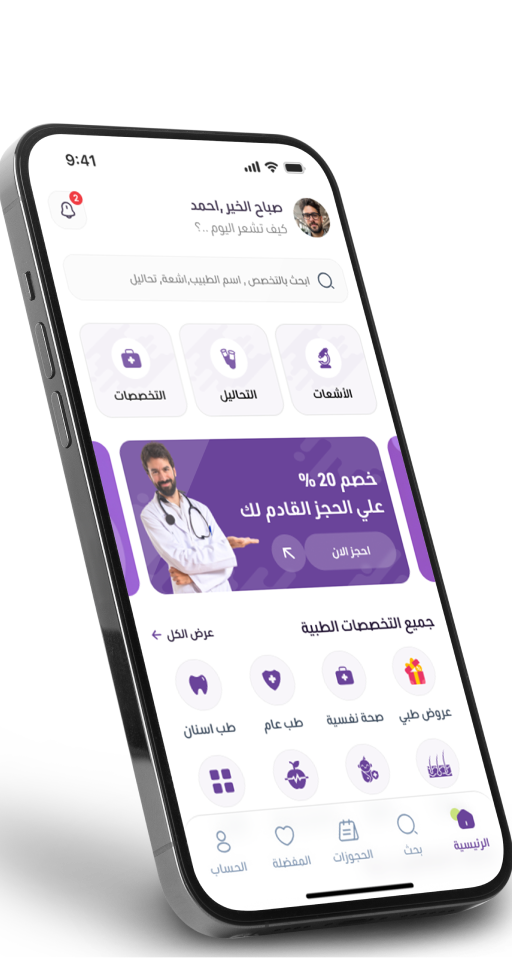 9:41
صباح الخير ,احمد
كيف تشعر اليوم ..؟
2
ابحث بالتخصص , اسم الطبيب,اشعة, تحاليل
الأشعات
التحاليل
التخصصات
خصم 20 %
علي الحجز القادم لك
احجز الان
جميع التخصصات الطبية
عرض الكل
عروض طبي
صحة نفسية
طب عام
طب اسنان
الرئيسية
بحث
الحجوزات
المفضلة
الحساب